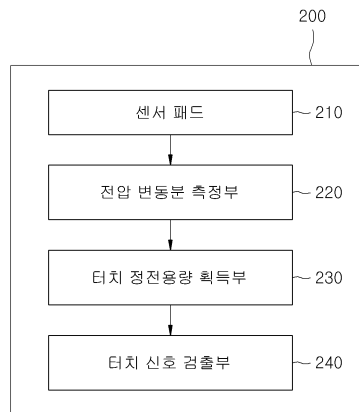 200
센서 패드
210
전압 변동분 측정부
220
터치 정전용량 획득부
230
터치 신호 검출부
240